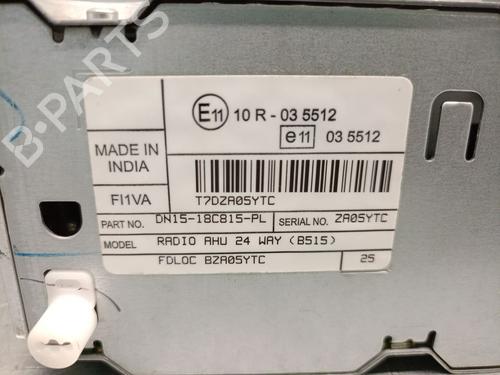 E11 10 R - 03 5512
e11 03 5512
MADE IN
INDIA
FI1VA
T7DZA05YTC
PART NO. DN15-18C815-PL SERIAL NO. ZA05YTC
MODEL RADIO AHU 24 WAY (B515)
FDLOC BZA05YTC 25
B-PARTS